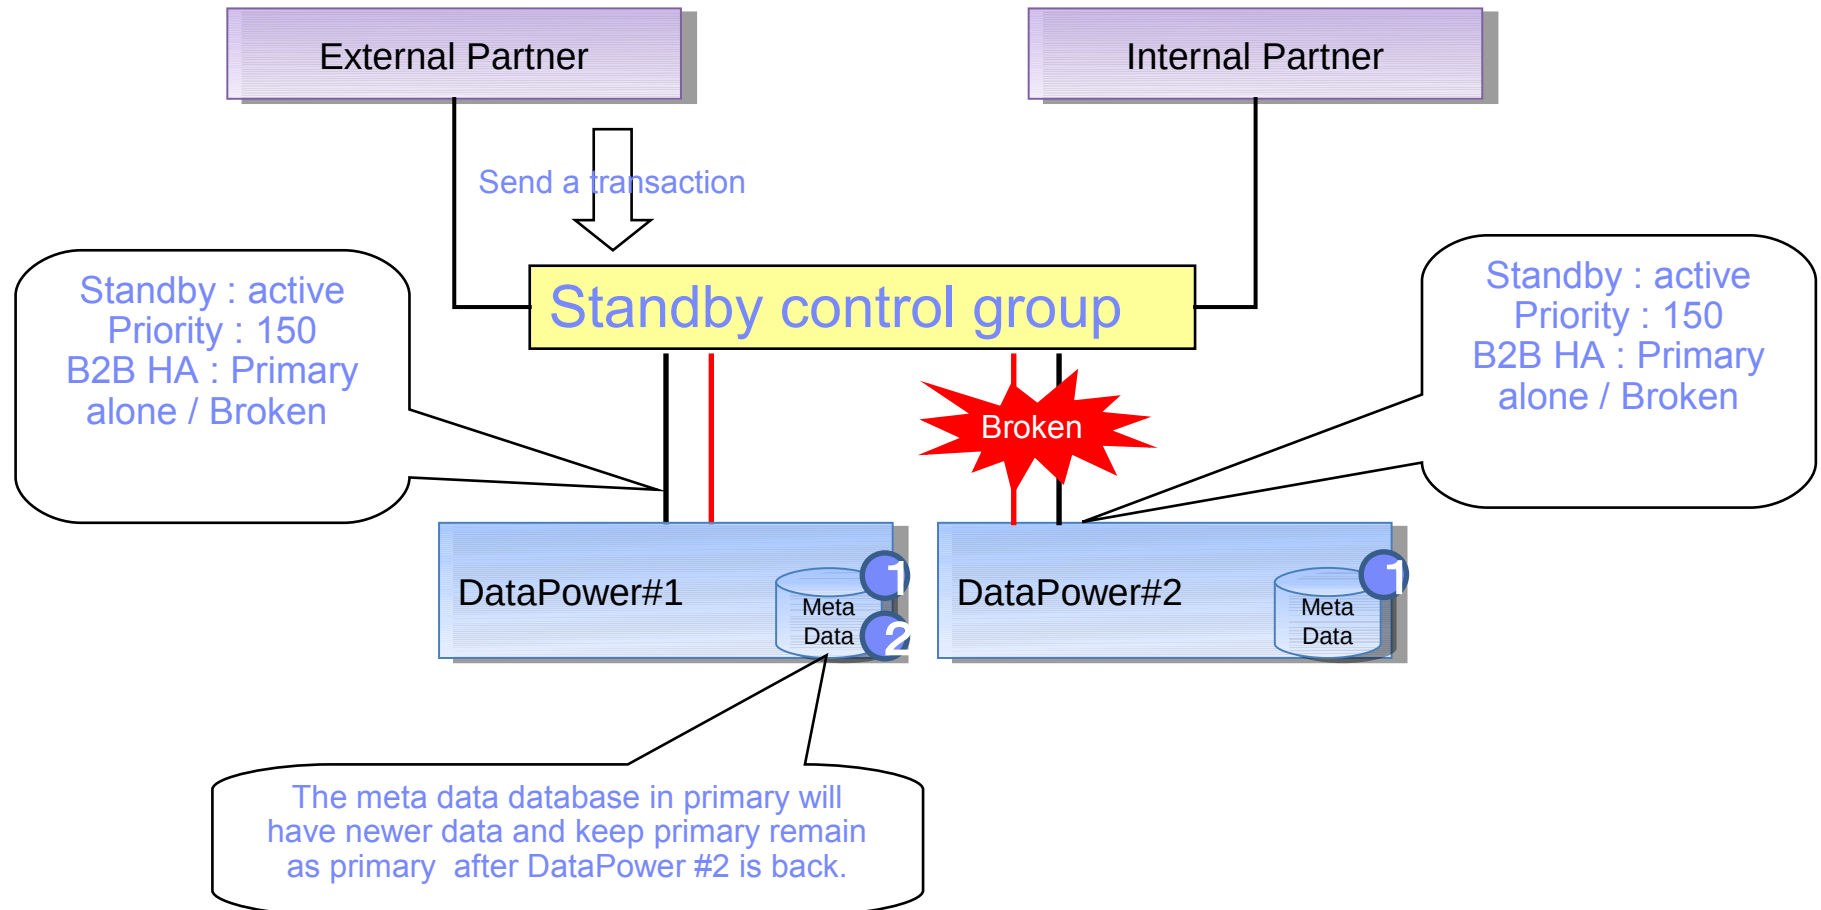 External Partner
Internal Partner
Send a transaction
Standby : active
Priority : 150
B2B HA : Primary
alone / Broken
Standby control group
Standby : active
Priority : 150
B2B HA : Primary
alone / Broken
Broken
DataPower#1
Meta
Data
1
2
DataPower#2
Meta
Data
1
The meta data database in primary will
have newer data and keep primary remain
as primary  after DataPower #2 is back.